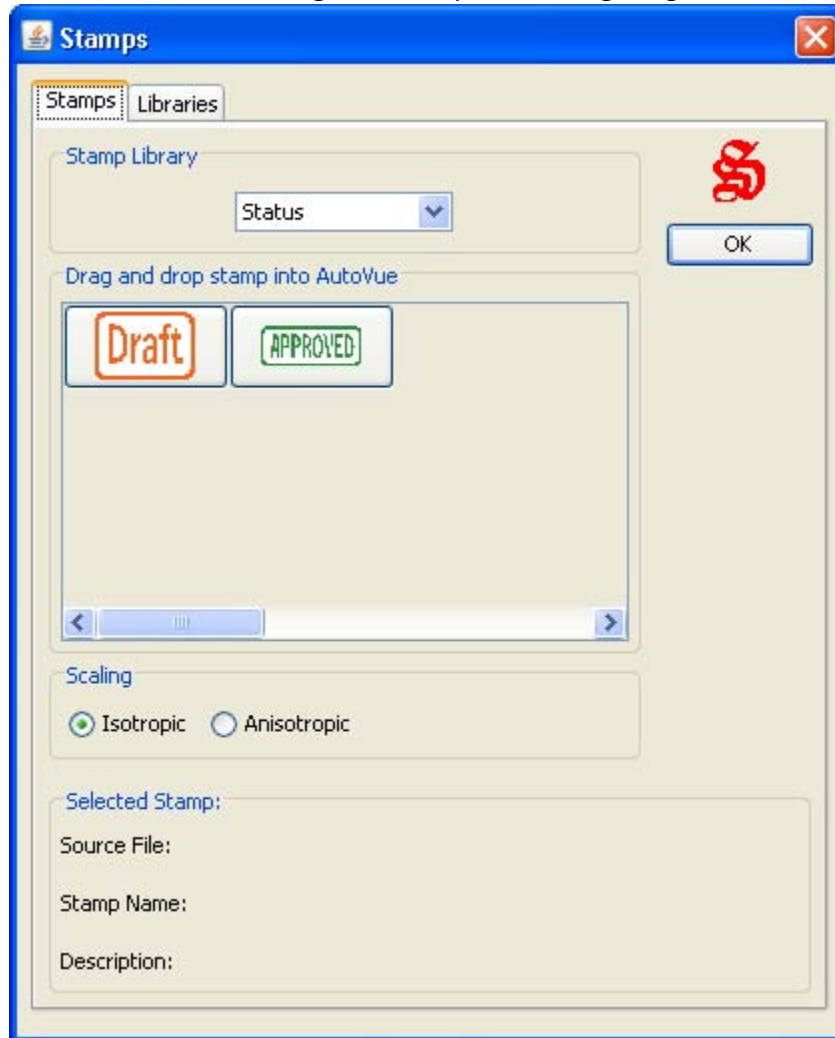 Stamps
Stamps Libraries
Stamp Library
Status
S
OK
Drag and drop stamp into AutoVue
Draft APPROVED
Scaling
Isotropic Anisotropic
Selected Stamp:
Source File:
Stamp Name:
Description: